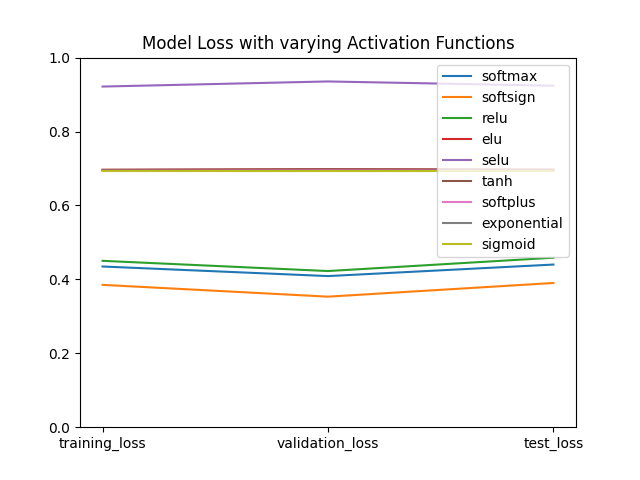 Model Loss with varying Activation Functions
1.0
0.8
0.6
0.4
0.2
0.0
softmax
softsign
relu
elu
selu
tanh
softplus
exponential
sigmoid
training_loss
validation_loss
test_loss